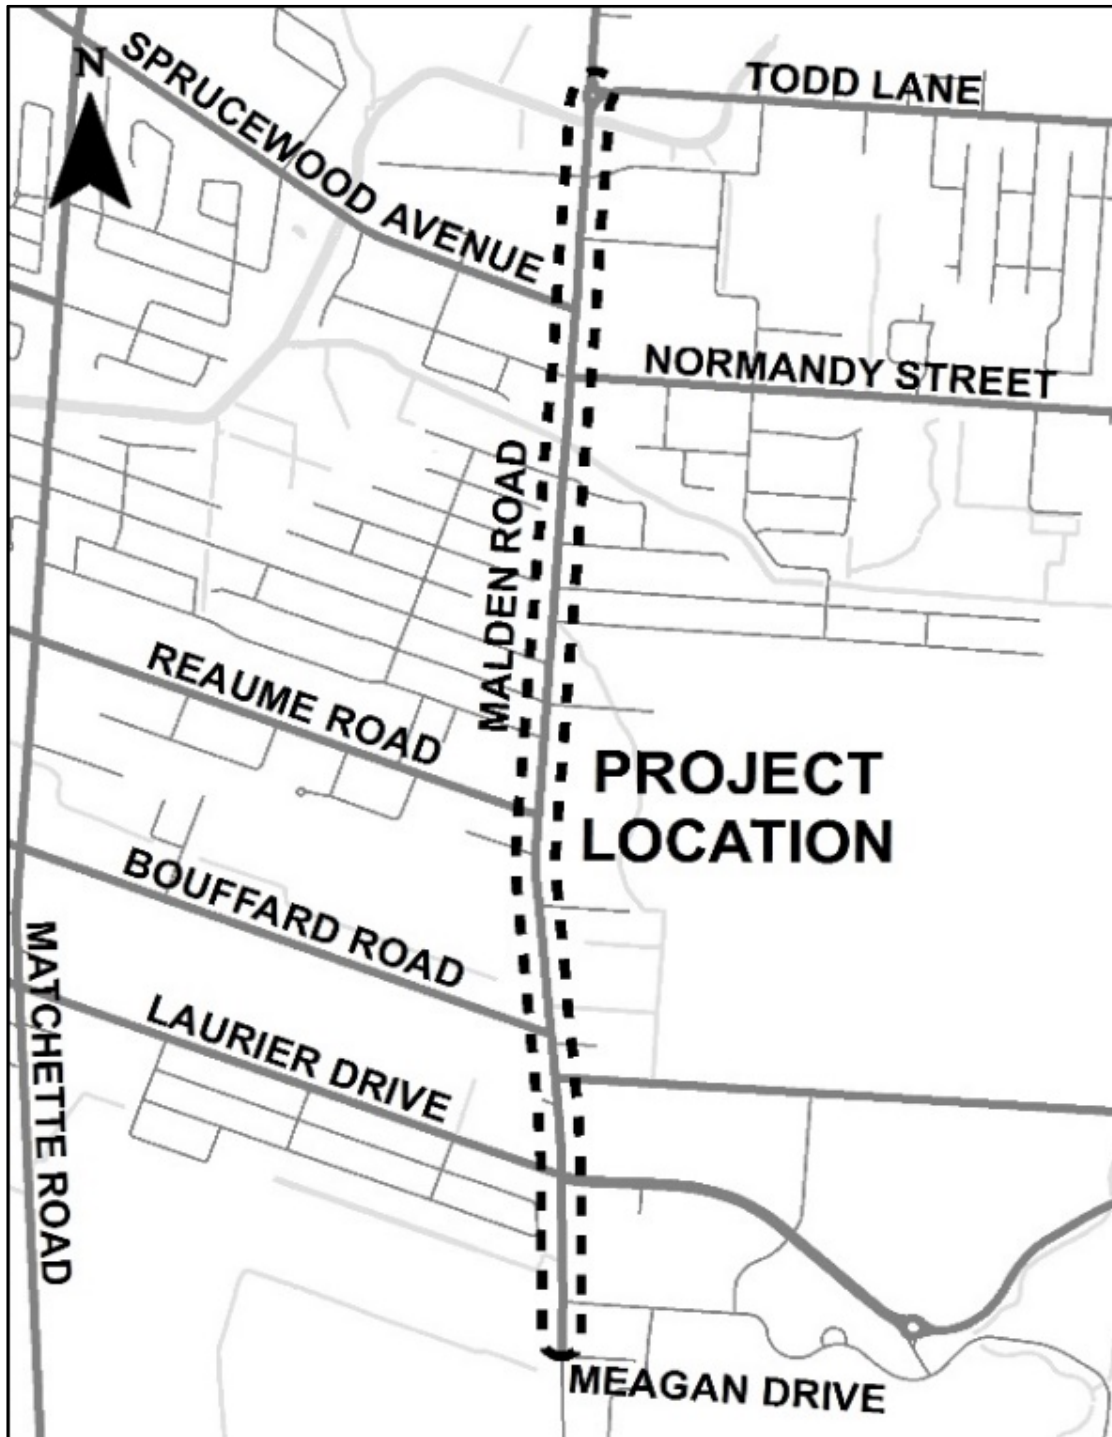 N
SPRUCEWOOD AVENUE
TODD LANE
NORMANDY STREET
MALDEN ROAD
REAUME ROAD
PROJECT
LOCATION
BOUFFARD ROAD
MATCHETTE ROAD
LAURIER DRIVE
MEAGAN DRIVE